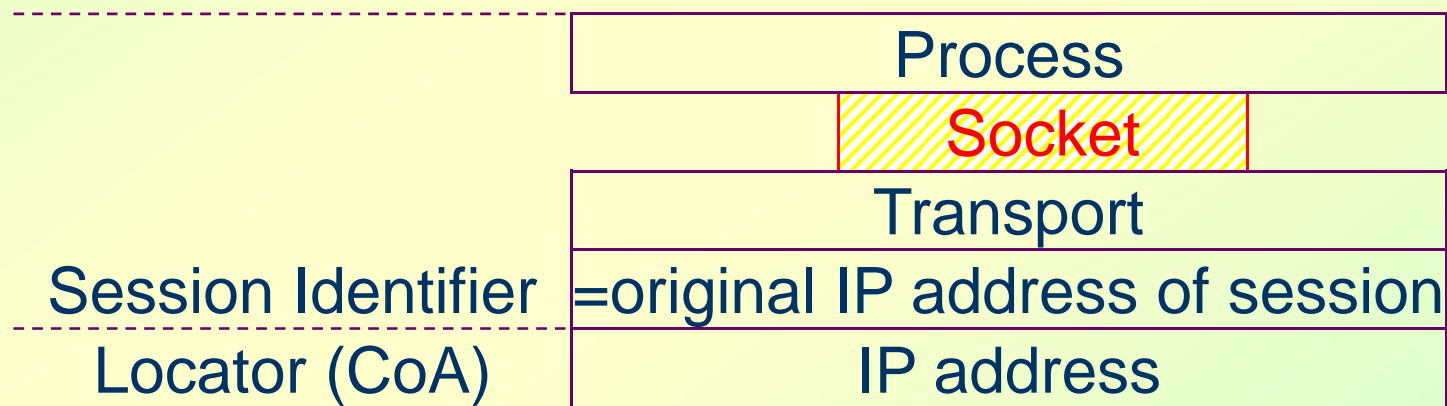 Process
Socket
Transport
Session Identifier =original IP address of session
Locator (CoA) IP address